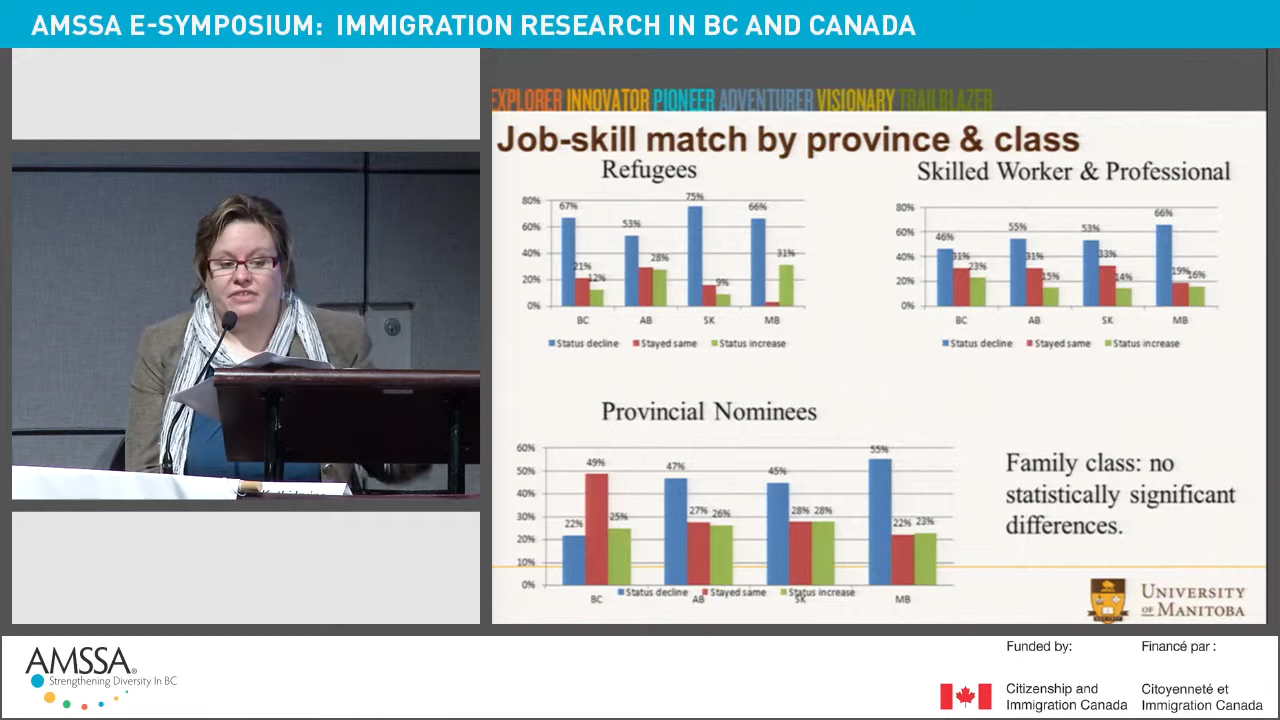 AMSSA E-SYMPOSIUM: IMMIGRATION RESEARCH IN BC AND CANADA
EXPLORER INNOVATOR PIONEER ADVENTURER VISIONARY TRAILBLAZER
Job-skill match by province & class
Refugees
80%
60%
40%
20%
0%
67%
21%
12%
53%
28%
75%
9%
66%
31%
BC AB SK MB
Status decline Stayed same Status increase
Skilled Worker & Professional
80%
60%
40%
20%
0%
46%
31%
23%
55%
31%
15%
53%
33%
14%
66%
19%
16%
BC AB SK MB
Status decline Stayed same Status increase
Provincial Nominees
60%
50%
40%
30%
20%
10%
0%
22%
49%
25%
47%
27%
26%
45%
28%
28%
55%
22%
23%
BC AB SK MB
Status decline Stayed same Status increase
Family class: no
statistically significant
differences.
UNIVERSITY
OF MANITOBA
AMSSA®
Strengthening Diversity In BC
Funded by:
Citizenship and
Immigration Canada
Financé par :
Citoyenneté et
Immigration Canada